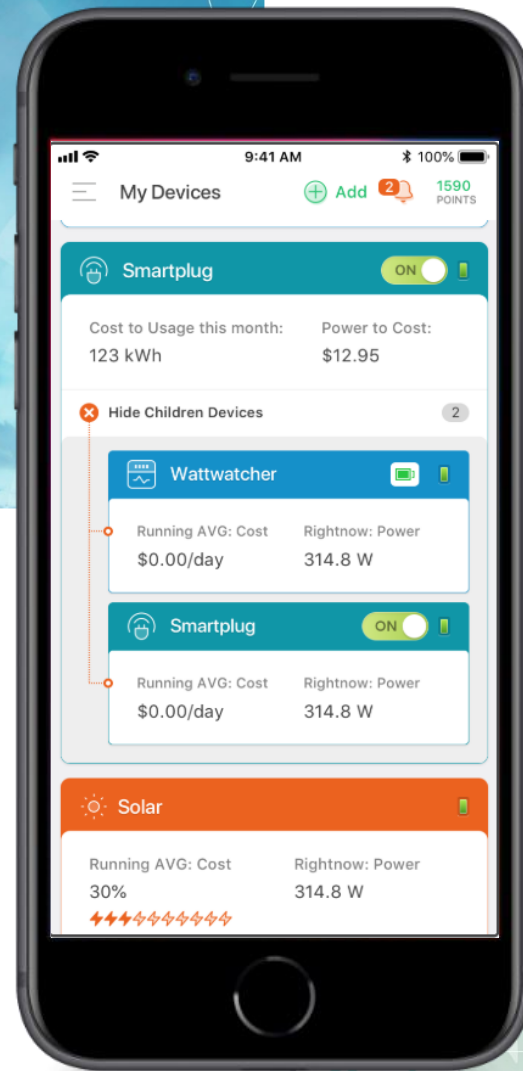 9:41 AM 100%
My Devices Add 2 1590
POINTS
Smartplug ON
Cost to Usage this month: Power to Cost:
123 kWh $12.95
Hide Children Devices 2
Wattwatcher
Running AVG: Cost Rightnow: Power
$0.00/day 314.8 W
Smartplug ON
Running AVG: Cost Rightnow: Power
$0.00/day 314.8 W
Solar
Running AVG: Cost Rightnow: Power
30% 314.8 W